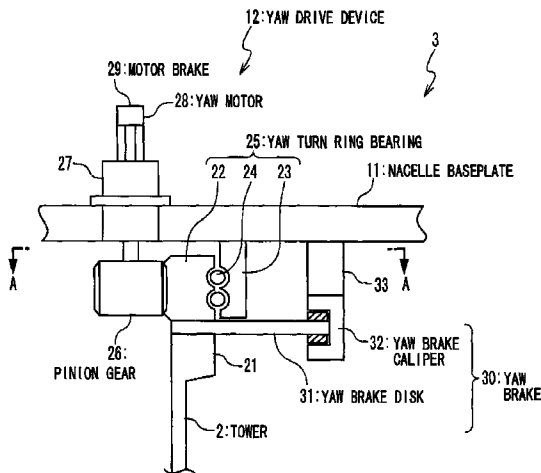 12:YAW DRIVE DEVICE
29:MOTOR BRAKE
28:YAW MOTOR
3
25:YAW TURN RING BEARING
27
22 24 23
11:NACELLE BASEPLATE
A A
33
26:
PINION GEAR
21
32:YAW BRAKE
CALIPER
30:YAW
BRAKE
31:YAW BRAKE DISK
2:TOWER